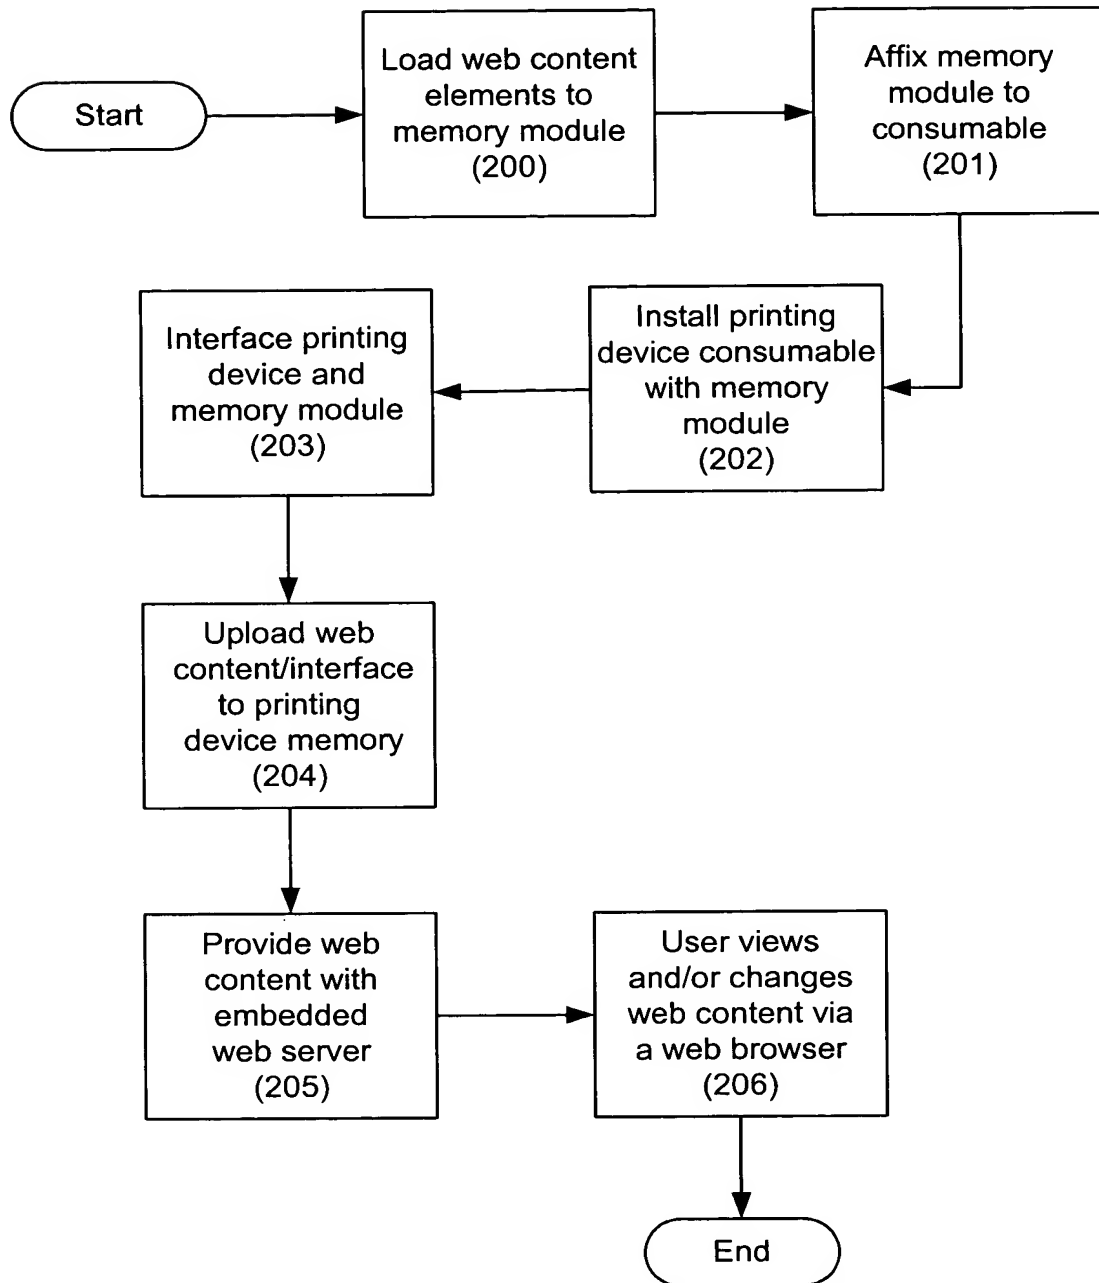 Start
Load web content
elements to
memory module
(200)
Affix memory
module to
consumable
(201)
Install printing
device consumable
with memory
module
(202)
Interface printing
device and
memory module
(203)
Upload web
content/interface
to printing
device memory
(204)
Provide web
content with
embedded
web server
(205)
User views
and/or changes
web content via
a web browser
(206)
End